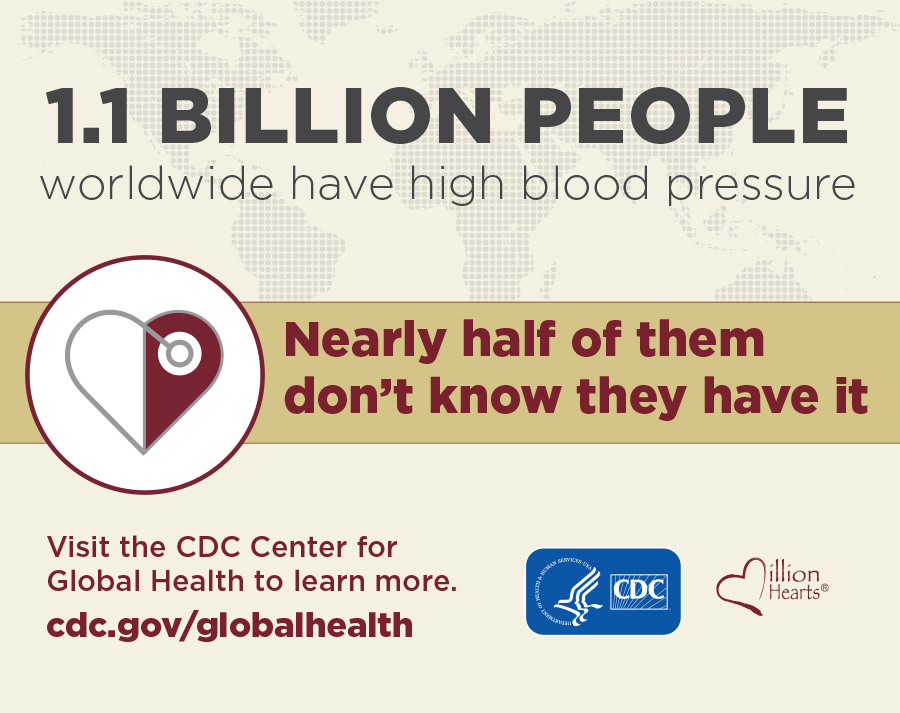 1.1 BILLION PEOPLE
worldwide have high blood pressure
Nearly half of them
don’t know they have it
Visit the CDC Center for
Global Health to learn more.
cdc.gov/globalhealth
DEPARTMENT OF HEALTH & HUMAN SERVICES•USA
CDC
Million
Hearts®